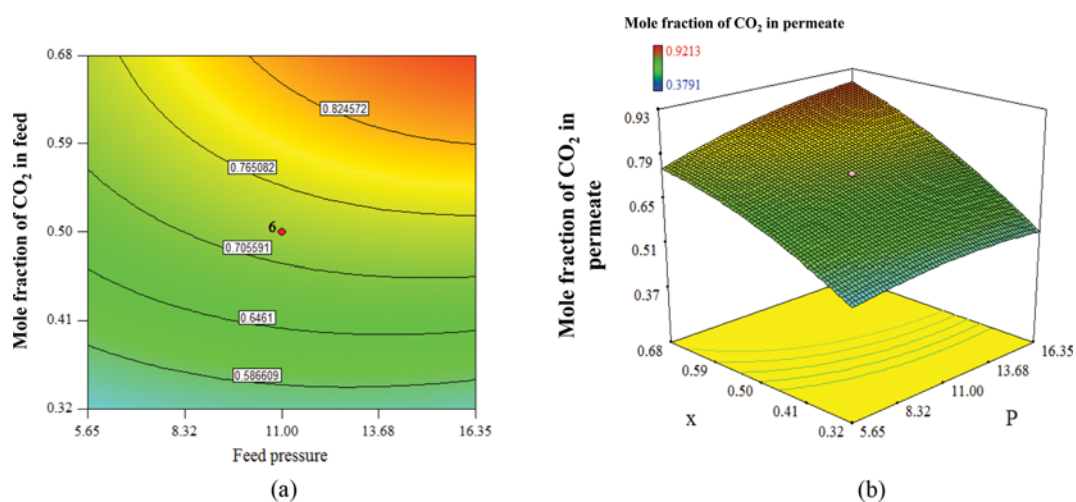 Mole fraction of CO2 in feed
0.68
0.59
0.50
0.41
0.32
0.824572
0.765082
6
0.705591
0.6461
0.586609
5.65 8.32 11.00 13.68 16.35
Feed pressure
(a)
Mole fraction of CO2 in permeate
0.9213
0.3791
Mole fraction of CO2 in
permeate
0.93
0.79
0.65
0.51
0.37
0.68
0.59
0.50
0.41
0.32
x
16.35
13.68
11.00
8.32
5.65
P
(b)